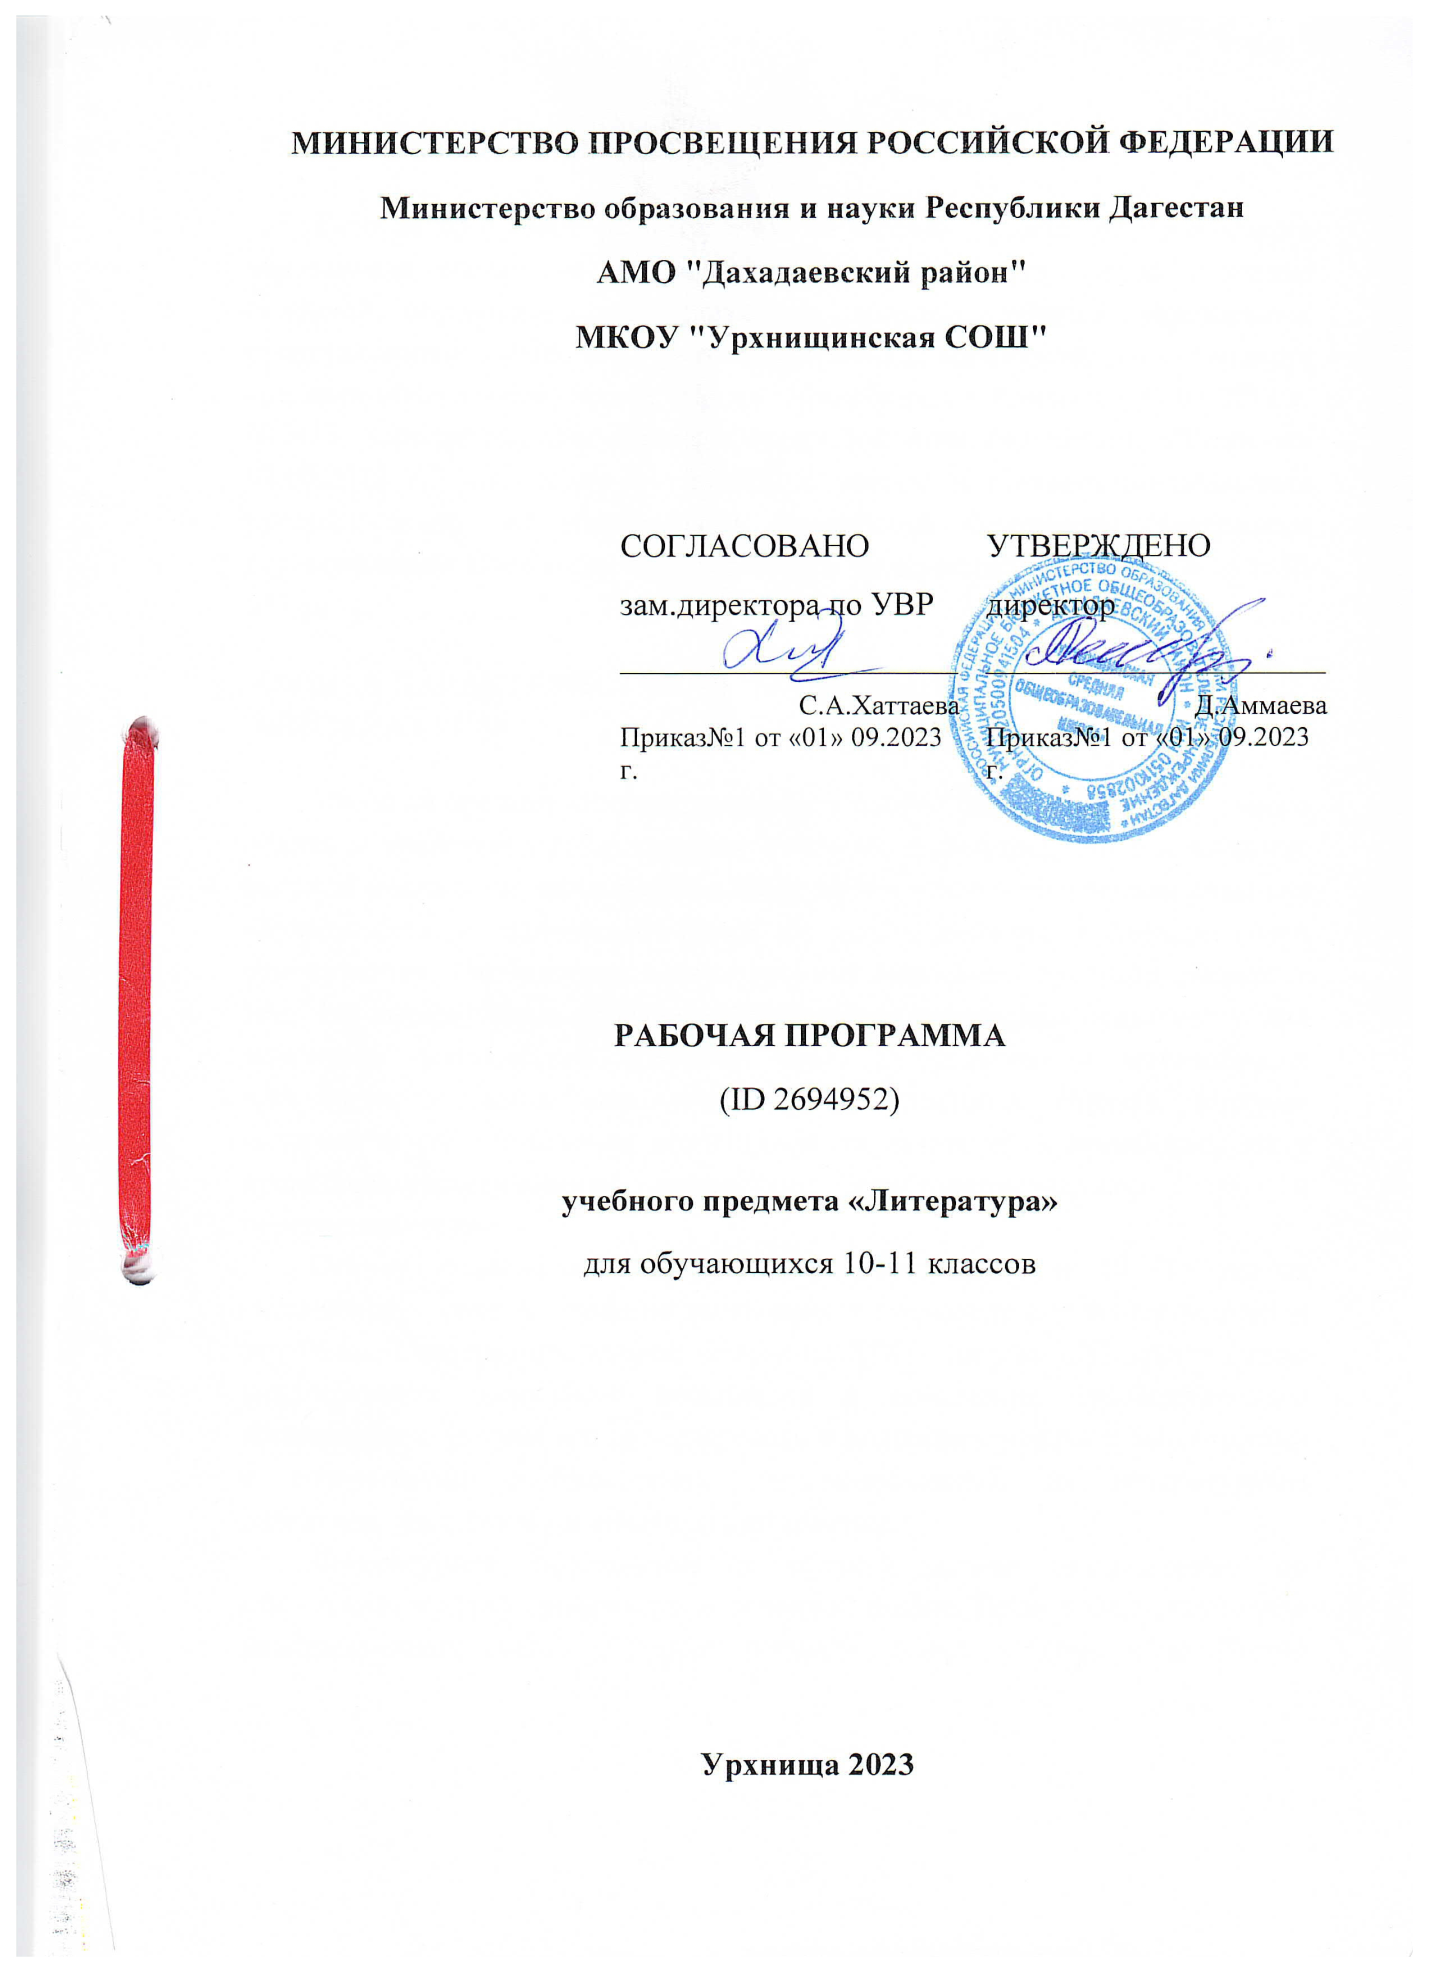 МИНИСТЕРСТВО ПРОСВЕЩЕНИЯ РОССИЙСКОЙ ФЕДЕРАЦИИ
Министерство образования и науки Республики Дагестан
АМО "Дахадаевский район"
МКОУ "Урхнищинская СОШ"
СОГЛАСОВАНО
зам.директора по УВР
С.А.Хаттаева
Приказ№1 от «01» 09.2023
г.
УТВЕРЖДЕНО
директор
Д.Аммаева
Приказ№1 от «01» 09.2023
г.
СРЕДНЯЯ
ОБЩЕОБРАЗОВАТЕЛЬНАЯ
РАБОЧАЯ ПРОГРАММА
(ID 2694952)
учебного предмета «Литература»
для обучающихся 10-11 классов
Урхнища 2023